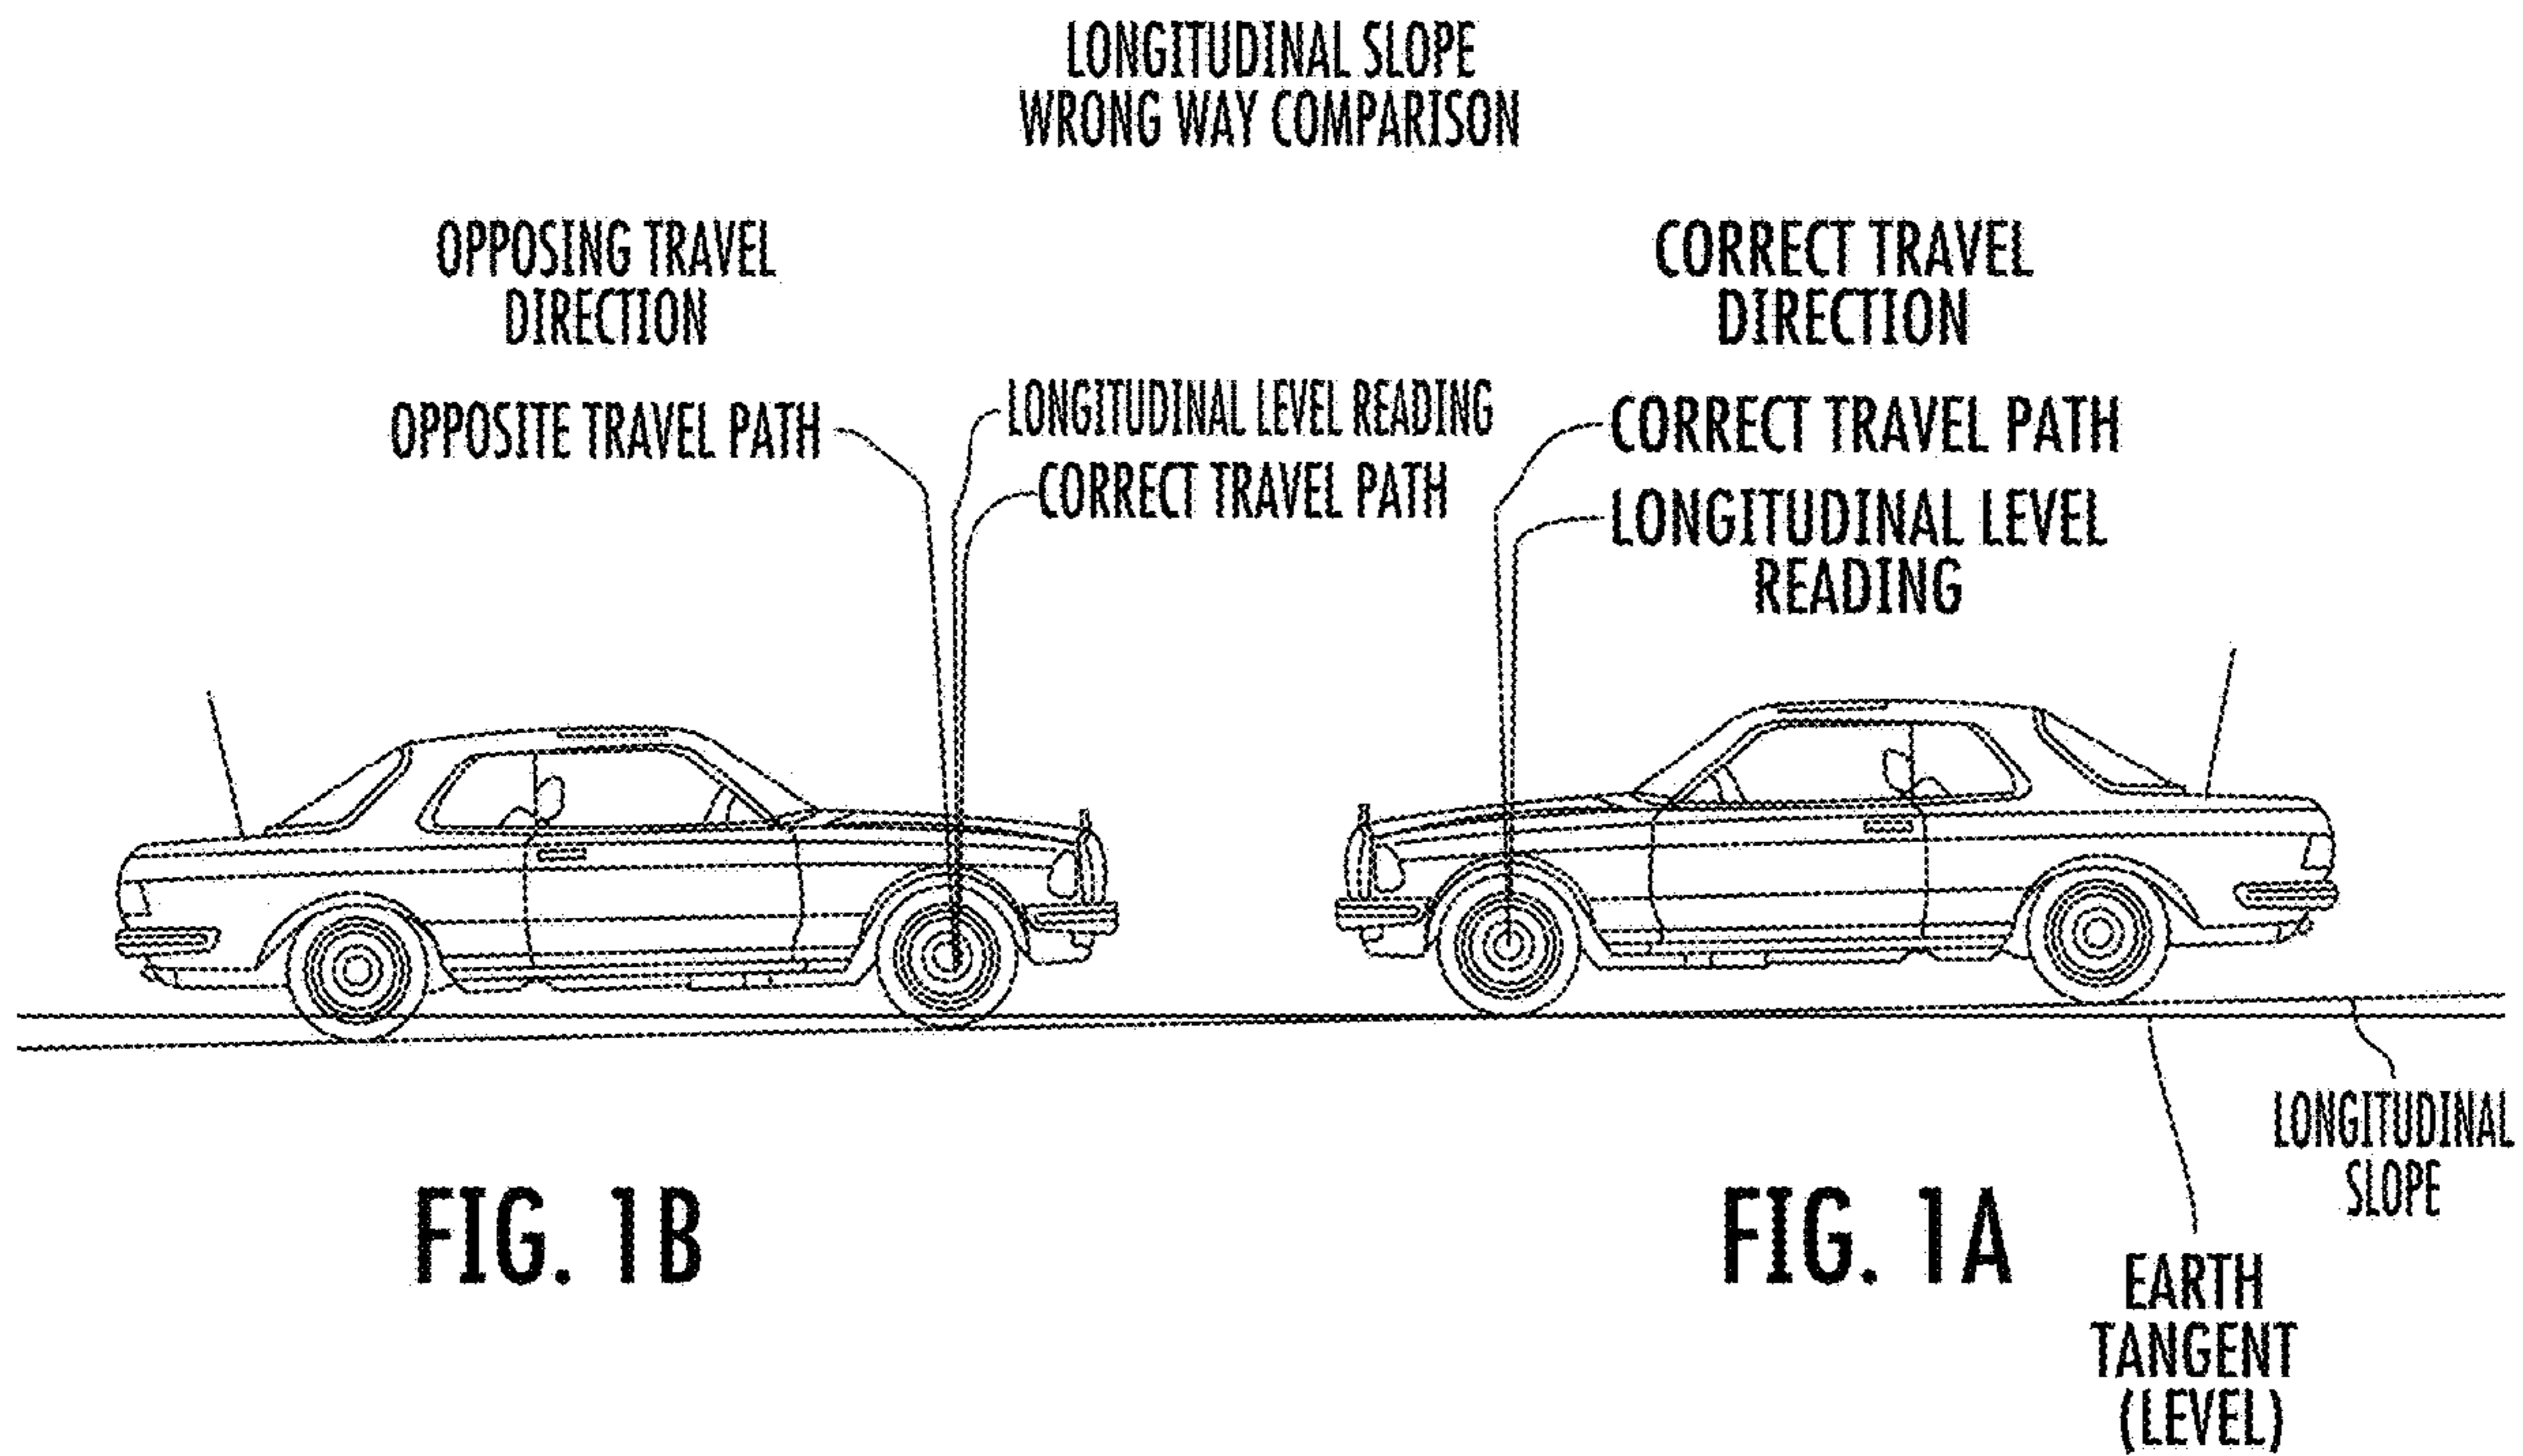 LONGITUDINAL SLOPE
WRONG WAY COMPARISON
OPPOSING TRAVEL
DIRECTION
OPPOSITE TRAVEL PATH
LONGITUDINAL LEVEL READING
CORRECT TRAVEL PATH
CORRECT TRAVEL
DIRECTION
CORRECT TRAVEL PATH
LONGITUDINAL LEVEL
READING
LONGITUDINAL
SLOPE
EARTH
TANGENT
(LEVEL)
FIG. 1B
FIG. 1A